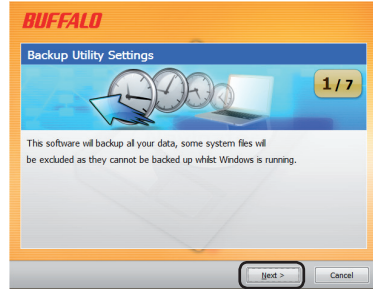 BUFFALO
Backup Utility Settings
1/7
This software will backup all your data, some system files will
be excluded as they cannot be backed up whilst Windows is running.
Next >
Cancel